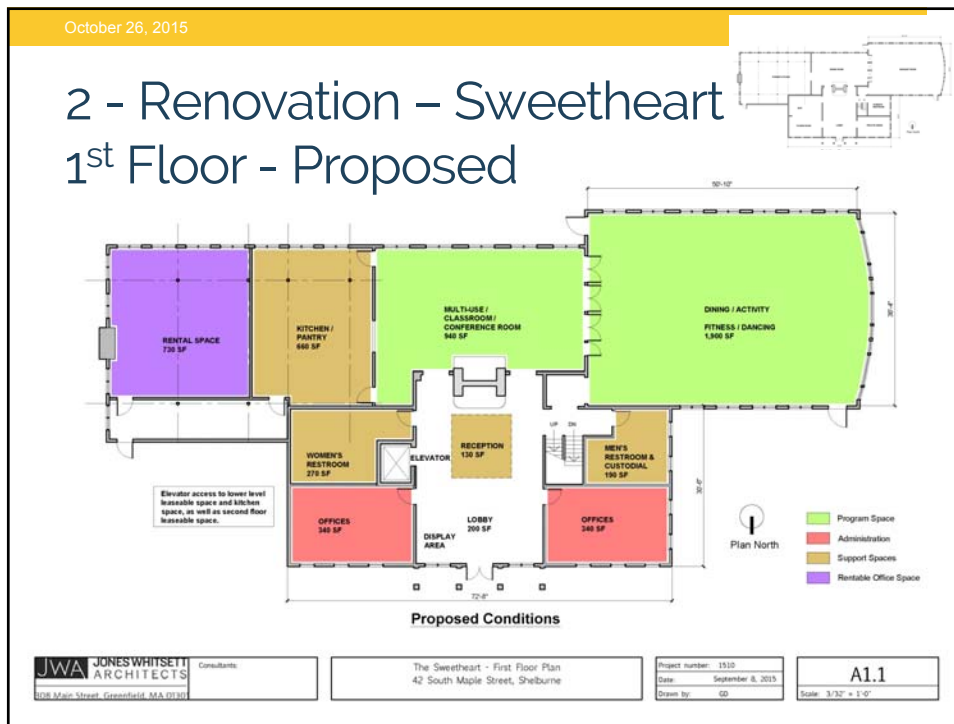 October 26, 2015
2 - Renovation – Sweetheart
1st Floor - Proposed
50'-10"
RENTAL SPACE
730 SF
KITCHEN /
PANTRY
660 SF
MULTI-USE /
CLASSROOM /
CONFERENCE ROOM
940 SF
DINING / ACTIVITY
FITNESS / DANCING
1,900 SF
WOMEN'S
RESTROOM
270 SF
ELEVATOR
RECEPTION
130 SF
UP
DN
MEN'S
RESTROOM &
CUSTODIAL
190 SF
Elevator access to lower level
leaseable space and kitchen
space, as well as second floor
leaseable space.
OFFICES
340 SF
DISPLAY
AREA
LOBBY
200 SF
OFFICES
340 SF
Plan North
Program Space
Administration
Support Spaces
Rentable Office Space
72'-8"
Proposed Conditions
JWA JONES WHITSETT
ARCHITECTS
308 Main Street, Greenfield, MA 01301
Consultants:
The Sweetheart - First Floor Plan
42 South Maple Street, Shelburne
Project number: 1510
Date: September 8, 2015
Drawn by: GD
A1.1
Scale: 3/32" = 1'-0"